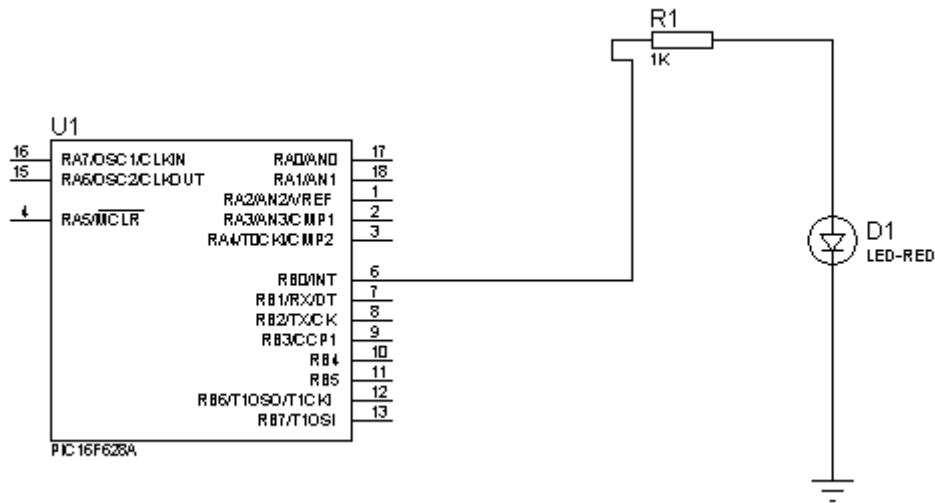 R1
1K
U1
16 RA7/OSC1/CLKIN RA0/AN0 17
15 RA6/OSC2/CLKOUT RA1/AN1 18
RA2/AN2/VREF 1
4 RA5/MCLR RA3/AN3/CMP1 2
RA4/T0CKI/CMP2 3
D1
LED-RED
RB0/INT 6
RB1/RX/DT 7
RB2/TX/CK 8
RB3/CCP1 9
RB4 10
RB5 11
RB6/T1OSO/T1CKI 12
RB7/T1OSI 13
PIC16F628A